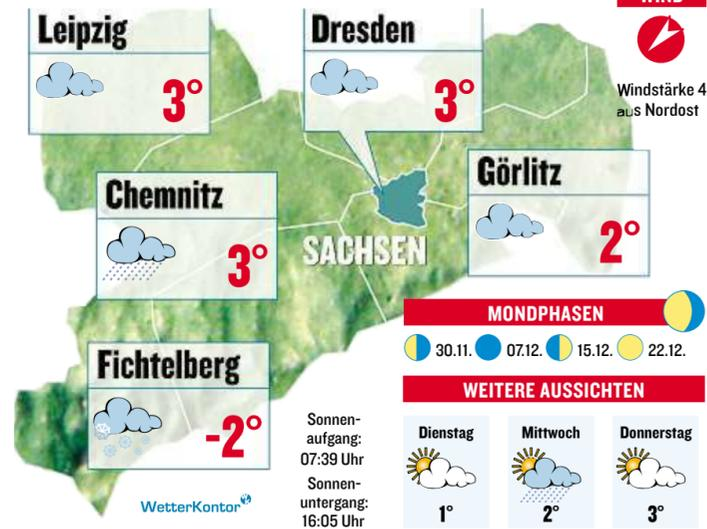 WIND
Leipzig
3°
Dresden
3°
Windstärke 4
aus Nordost
Chemnitz
3°
Görlitz
2°
SACHSEN
Fichtelberg
-2°
MONDPHASEN
30.11. 07.12. 15.12. 22.12.
WEITERE AUSSICHTEN
Dienstag Mittwoch Donnerstag
1° 2° 3°
Sonnen-
aufgang:
07:39 Uhr
Sonnen-
untergang:
16:05 Uhr
WetterKontor